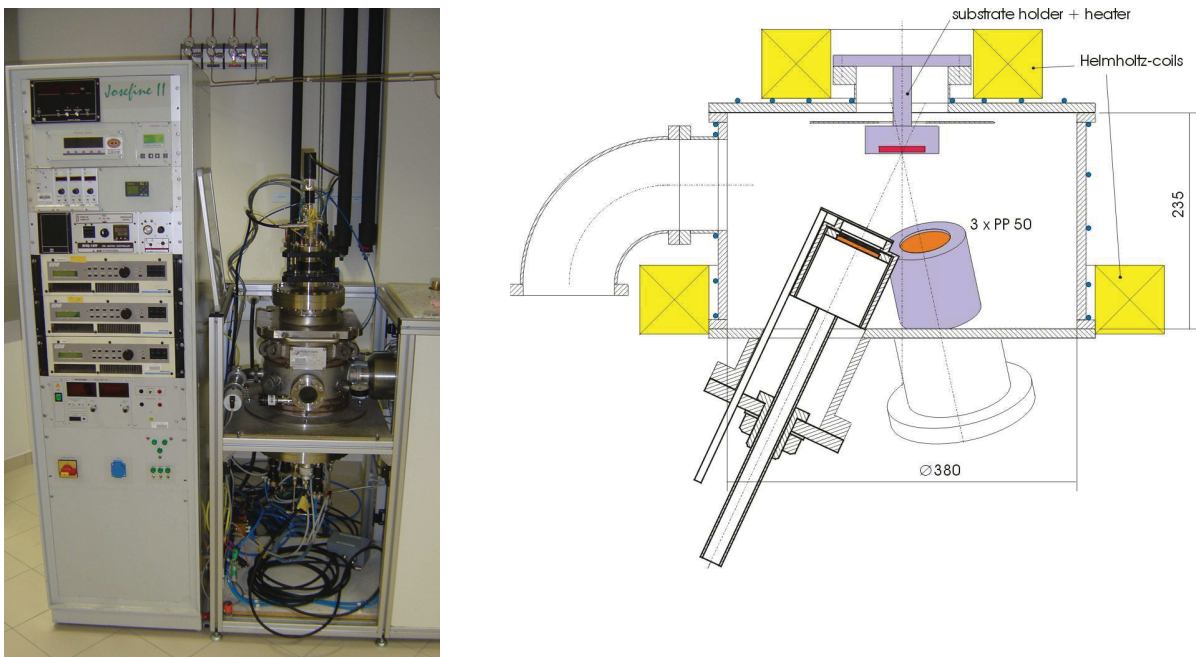 Josefine II
substrate holder + heater
Helmholtz-coils
3 x PP 50
235
∅380